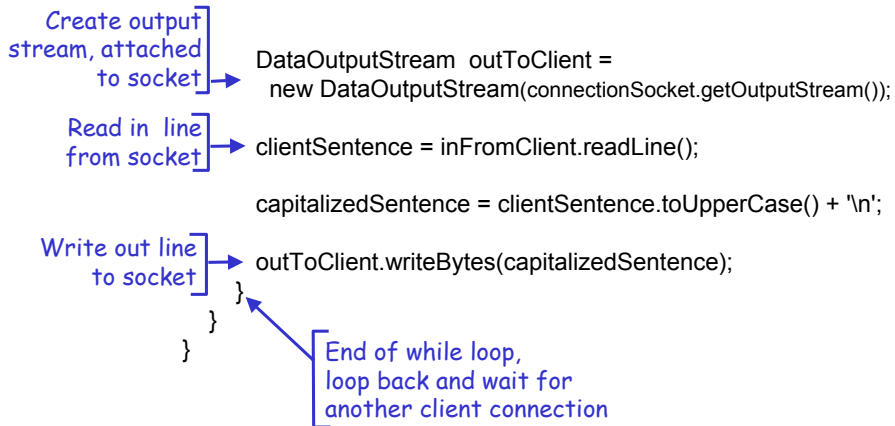 Create output
stream, attached
to socket
DataOutputStream outToClient =
new DataOutputStream(connectionSocket.getOutputStream());
Read in line
from socket
clientSentence = inFromClient.readLine();
capitalizedSentence = clientSentence.toUpperCase() + '\n';
Write out line
to socket
outToClient.writeBytes(capitalizedSentence);
}
}
}
End of while loop,
loop back and wait for
another client connection